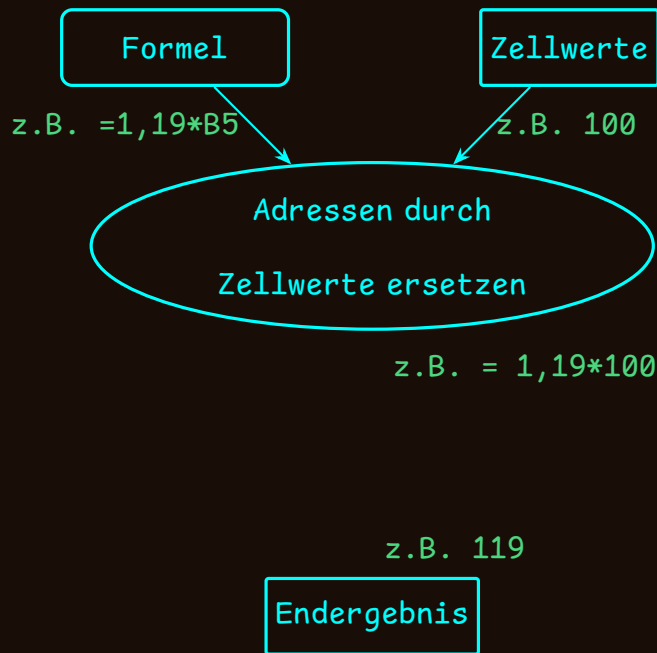 Formel
Zellwerte
z.B. =1,19*B5
z.B. 100
Adressen durch
Zellwerte ersetzen
z.B. = 1,19*100
z.B. 119
Endergebnis